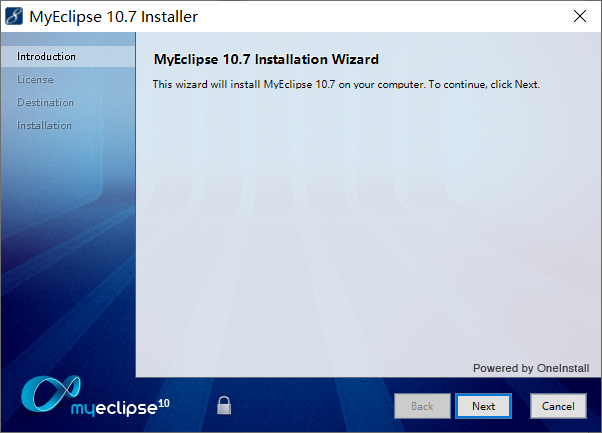 MyEclipse 10.7 Installer
Introduction
License
Destination
Installation
MyEclipse 10.7 Installation Wizard
This wizard will install MyEclipse 10.7 on your computer. To continue, click Next.
Powered by OneInstall
myeclipse10
Back
Next
Cancel